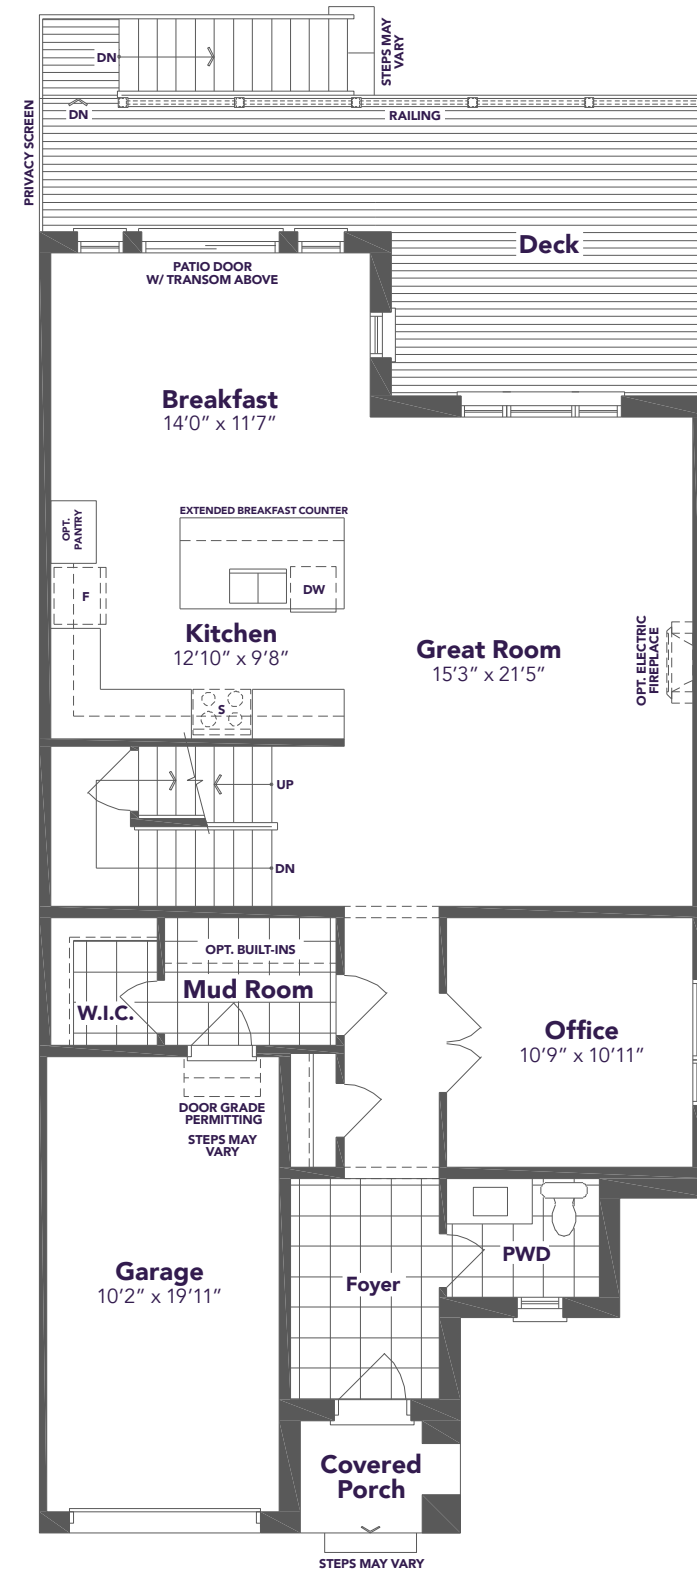 STEPS MAY
VARY
DN
DN
RAILING
PRIVACY SCREEN
Deck
PATIO DOOR
W/ TRANSOM ABOVE
Breakfast
14'0" x 11'7"
OPT.
PANTRY
EXTENDED BREAKFAST COUNTER
F
DW
Kitchen
12'10" x 9'8"
Great Room
15'3" x 21'5"
OPT. ELECTRIC
FIREPLACE
S
UP
DN
OPT. BUILT-INS
Mud Room
W.I.C.
Office
10'9" x 10'11"
DOOR GRADE
PERMITTING
STEPS MAY
VARY
PWD
Garage
10'2" x 19'11"
Foyer
Covered
Porch
STEPS MAY VARY